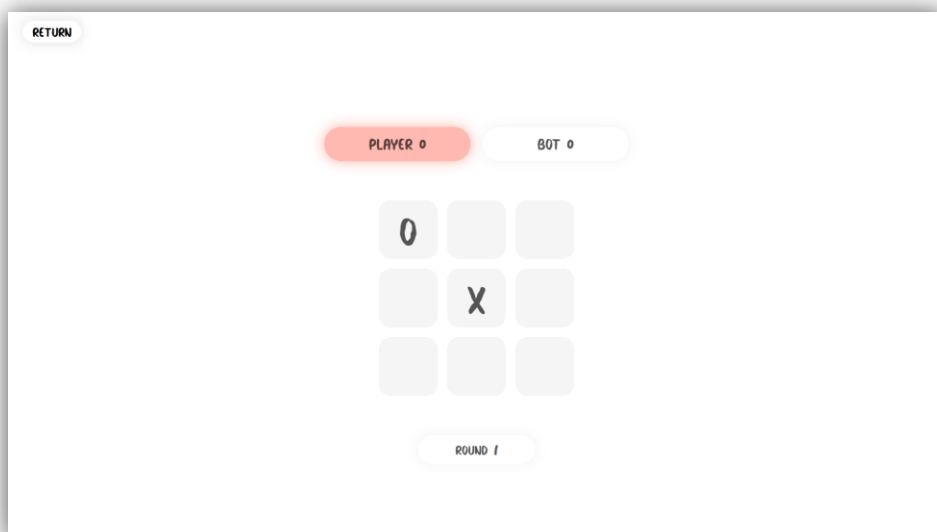 RETURN
PLAYER 0
BOT 0
O
X
ROUND 1